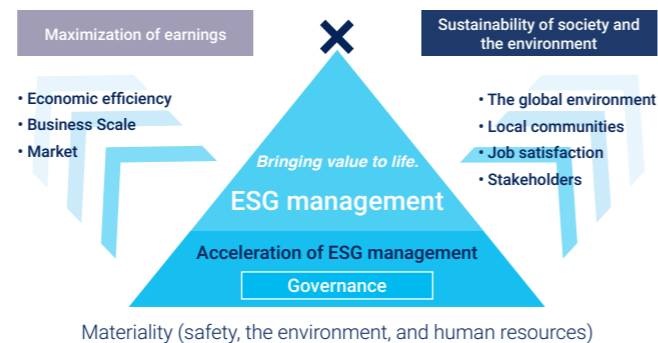 Maximization of earnings
Sustainability of society and
the environment
• Economic efficiency
• Business Scale
• Market
• The global environment
• Local communities
• Job satisfaction
• Stakeholders
Bringing value to life.
ESG management
Acceleration of ESG management
Governance
Materiality (safety, the environment, and human resources)